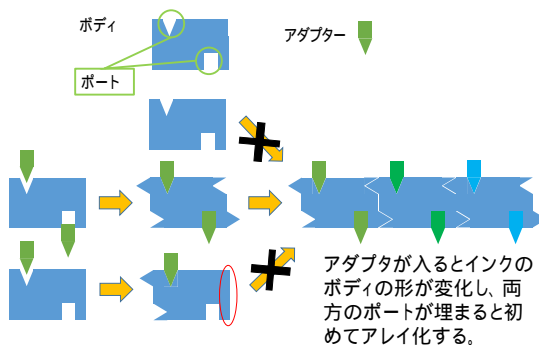 ボディ
アダプター
ポート
アダプタが入るとインクの
ボディの形が変化し、両
方のポートが埋まると初
めてアレイ化する。